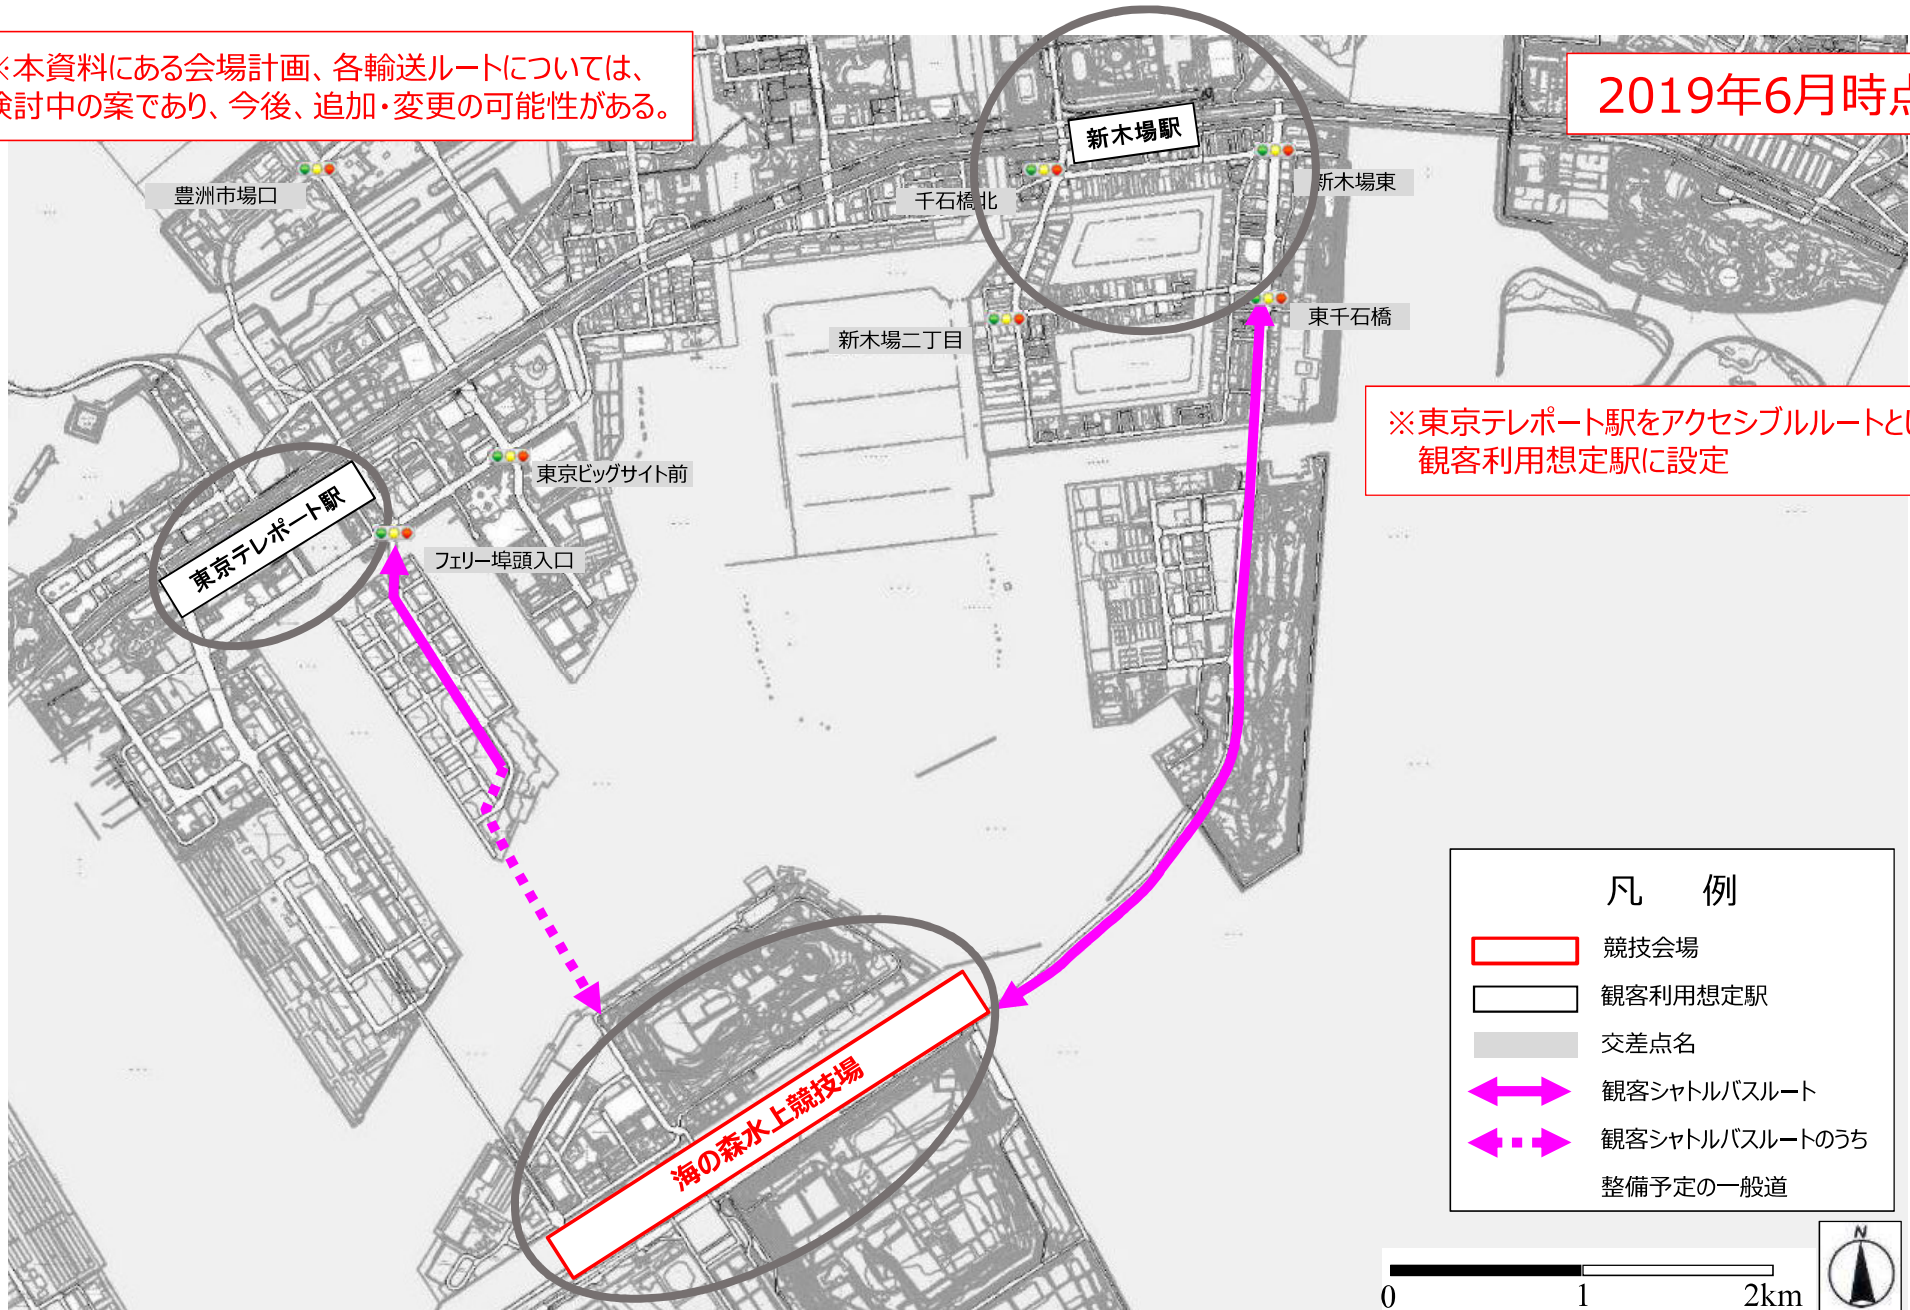 ※本資料にある会場計画、各輸送ルートについては、
検討中の案であり、今後、追加・変更の可能性がある。
2019年6月時点
新木場駅
豊洲市場口
千石橋北
新木場東
新木場二丁目
東千石橋
※東京テレポート駅をアクセシブルルートとし
観客利用想定駅に設定
東京ビッグサイト前
東京テレポート駅
フェリー埠頭入口
海の森水上競技場
凡　例
競技会場
観客利用想定駅
交差点名
観客シャトルバスルート
観客シャトルバスルートのうち
整備予定の一般道
N
0 1 2km